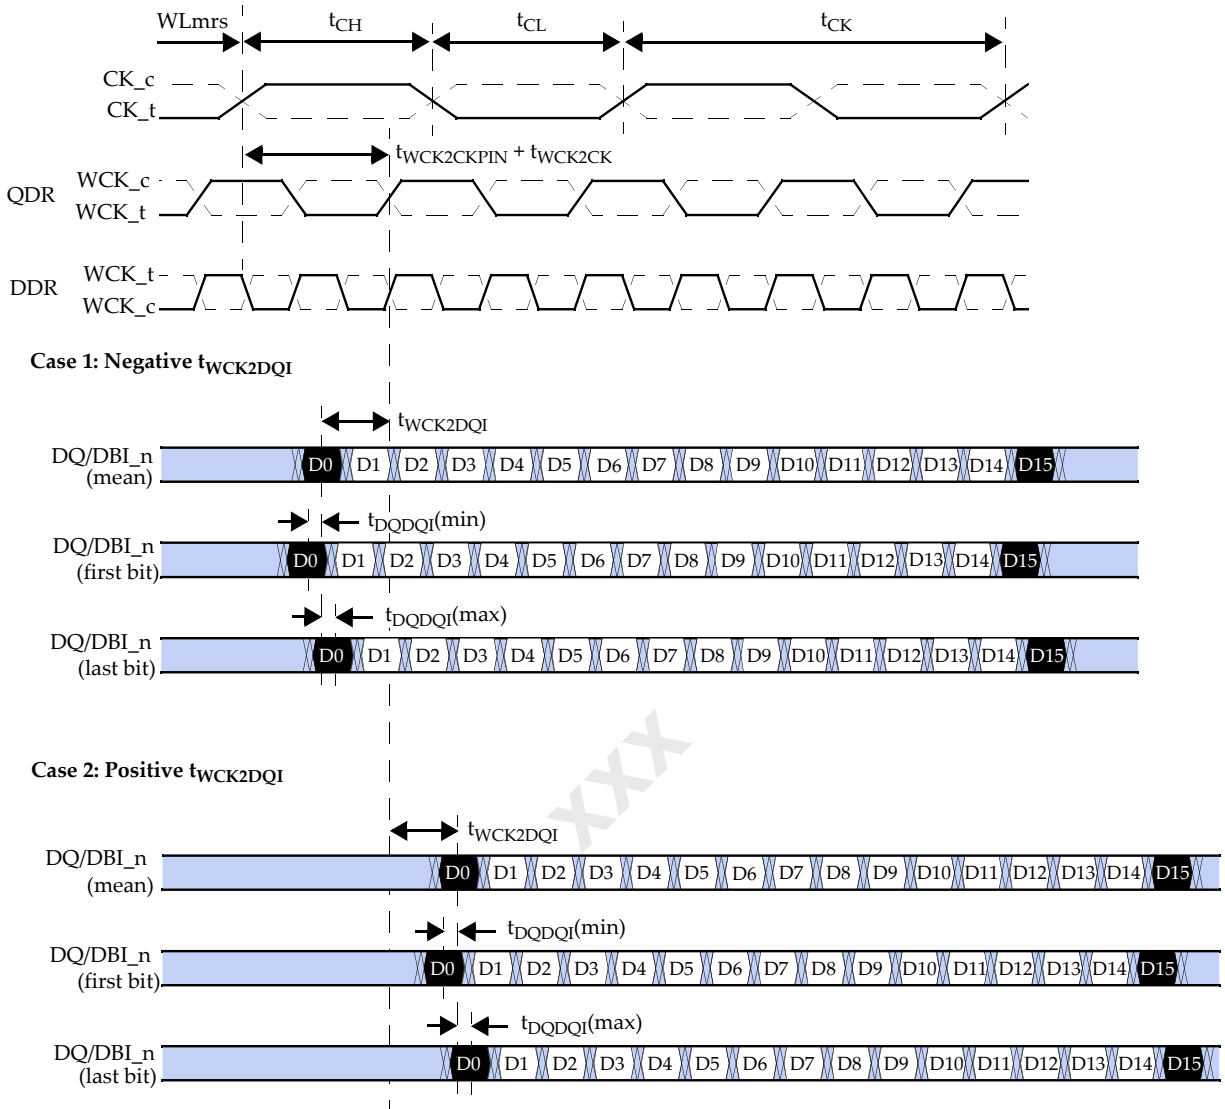 WLmrs tCH tCL tCK
CK_c
CK_t
tWCK2CKPIN + tWCK2CK
QDR
WCK_c
WCK_t
DDR
WCK_t
WCK_c
Case 1: Negative tWCK2DQI
tWCK2DQI
DQ/DBI_n
(mean)
D0 D1 D2 D3 D4 D5 D6 D7 D8 D9 D10 D11 D12 D13 D14 D15
tDQDQI(min)
DQ/DBI_n
(first bit)
D0 D1 D2 D3 D4 D5 D6 D7 D8 D9 D10 D11 D12 D13 D14 D15
tDQDQI(max)
DQ/DBI_n
(last bit)
D0 D1 D2 D3 D4 D5 D6 D7 D8 D9 D10 D11 D12 D13 D14 D15
xxx
Case 2: Positive tWCK2DQI
tWCK2DQI
DQ/DBI_n
(mean)
D0 D1 D2 D3 D4 D5 D6 D7 D8 D9 D10 D11 D12 D13 D14 D15
tDQDQI(min)
DQ/DBI_n
(first bit)
D0 D1 D2 D3 D4 D5 D6 D7 D8 D9 D10 D11 D12 D13 D14 D15
tDQDQI(max)
DQ/DBI_n
(last bit)
D0 D1 D2 D3 D4 D5 D6 D7 D8 D9 D10 D11 D12 D13 D14 D15